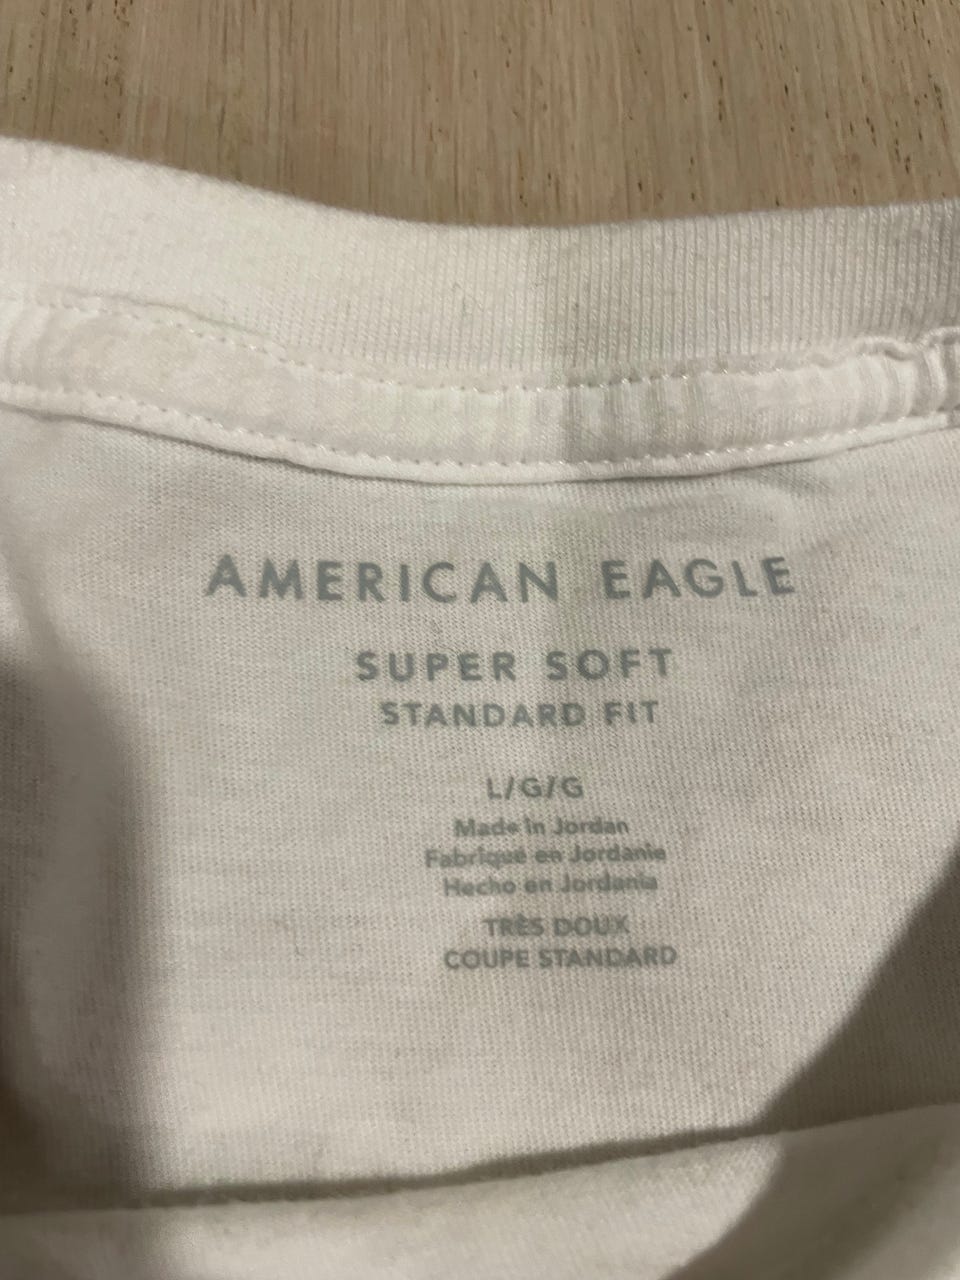 AMERICAN EAGLE
SUPER SOFT
STANDARD FIT
L/G/G
Made in Jordan
Fabriqué en Jordanie
Hecho en Jordania
TRÈS DOUX
COUPE STANDARD